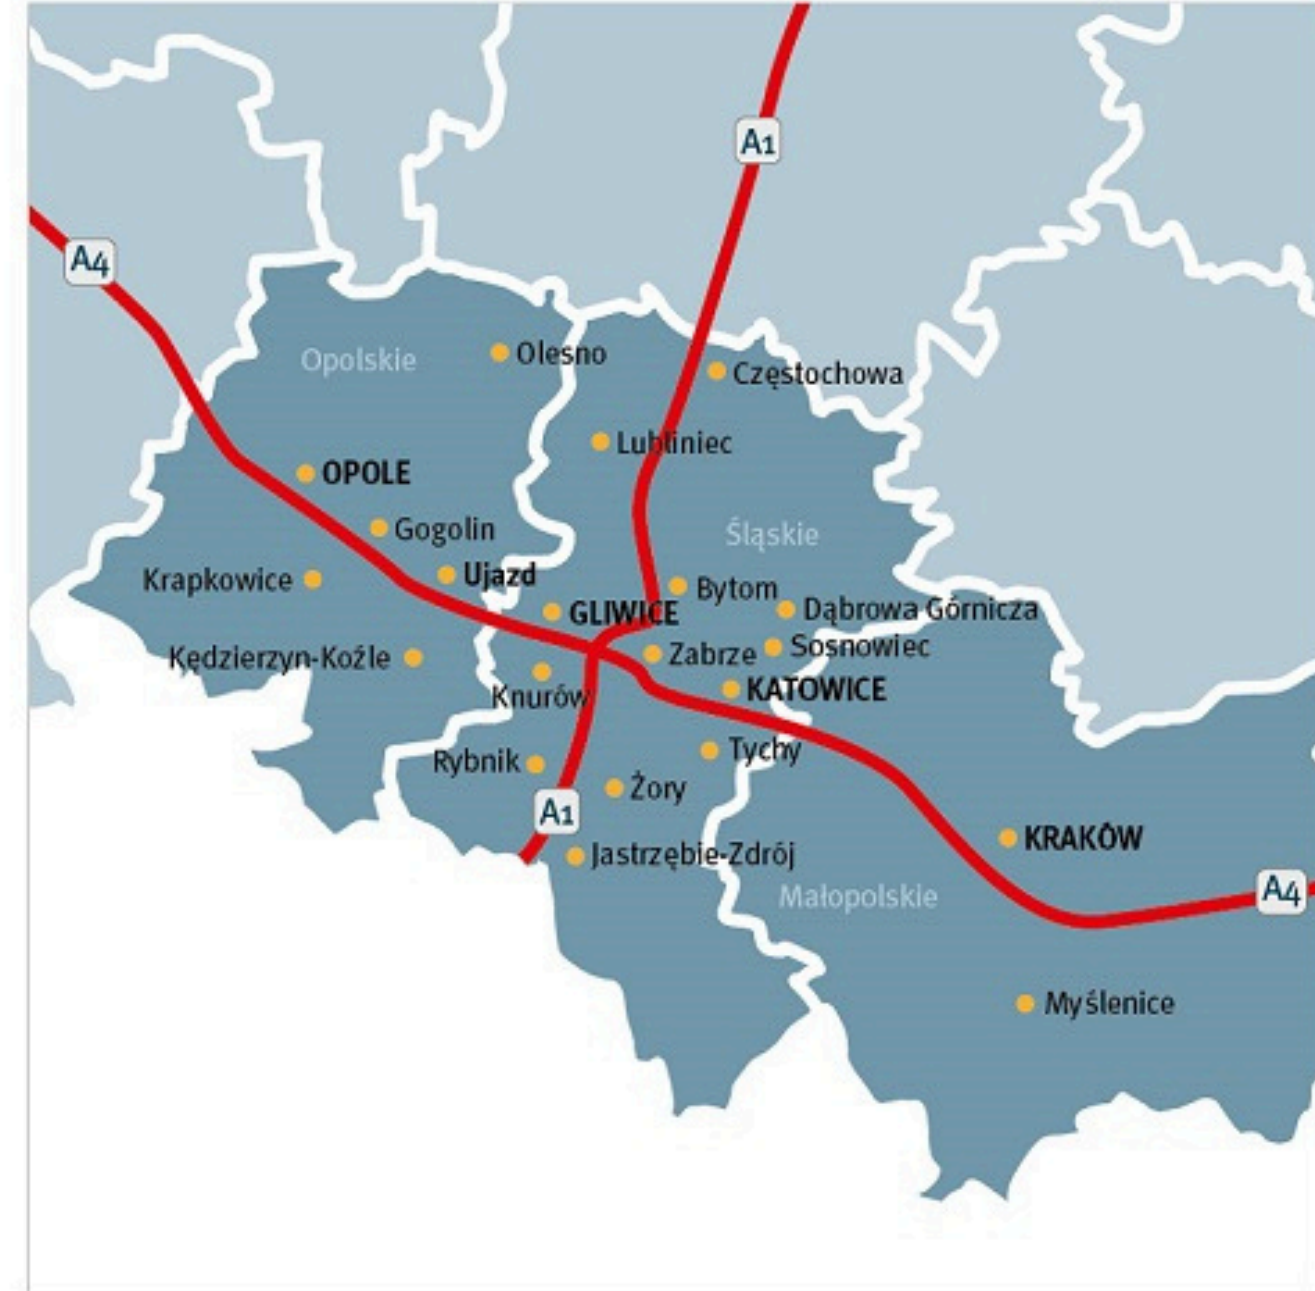 A1
A4
Opolskie
Olesno
Częstochowa
Lubliniec
OPOLE
Gogolin
Śląskie
Krapkowice
Ujazd
Bytom
GLIWICE
Dąbrowa Górnicza
Kędzierzyn-Koźle
Zabrze
Sosnowiec
Knurów
KATOWICE
Rybnik
Tychy
Żory
A1
KRAKÓW
Jastrzębie-Zdrój
Małopolskie
A4
Myślenice